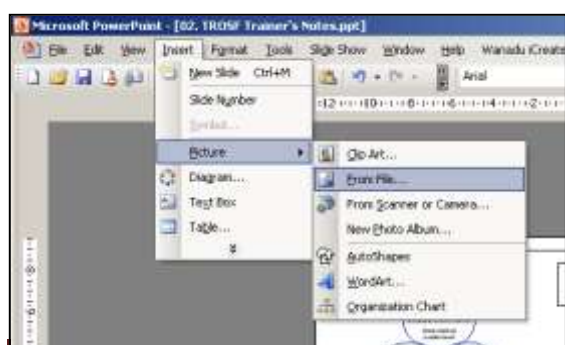 Microsoft PowerPoint - [02. TROSF Trainer's Notes.ppt]
File Edit View Insert Format Tools Slide Show Window Help Wanadu iCreate
New Slide Ctrl+M
Arial
Slide Number
Symbol...
Picture
Clip Art...
Diagram...
From File...
Text Box
From Scanner or Camera...
Table...
New Photo Album...
AutoShapes
WordArt...
Organization Chart